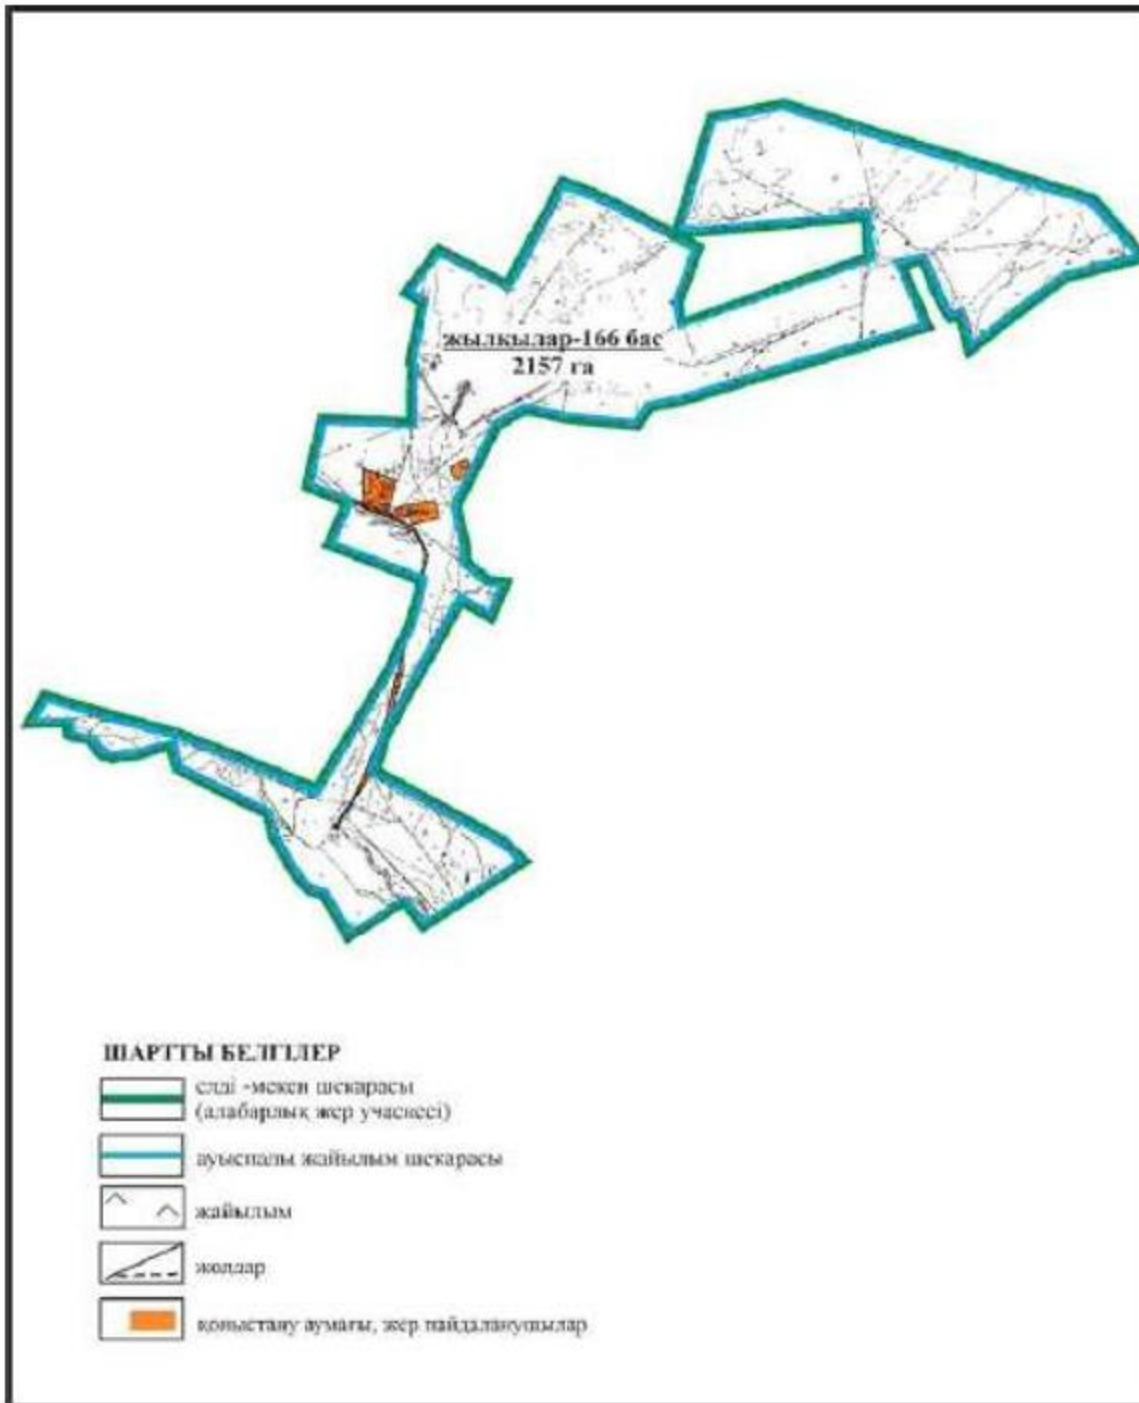 жылқылар-166 бас
2157 га
ШАРТТЫ БЕЛГІЛЕР
елді -мекен шекарасы
(алабарлық жер учаскесі)
ауыспалы жайылым шекарасы
жайылым
жолдар
қоныстану аумағы, жер пайдаланушылар